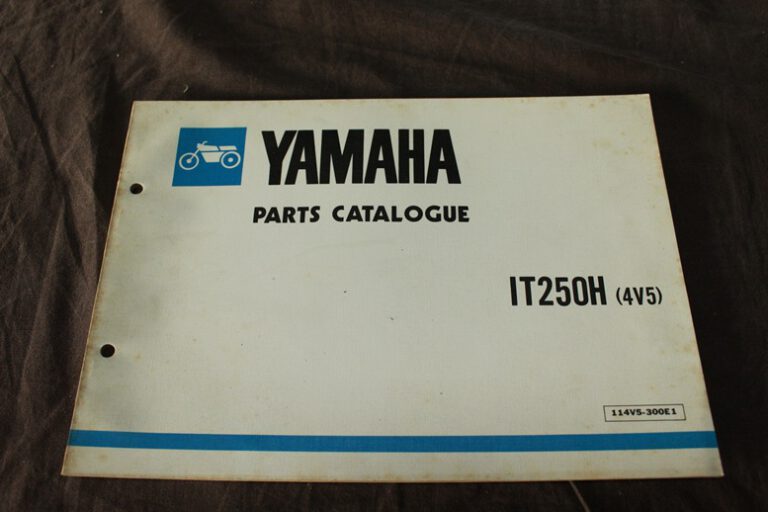 YAMAHA
PARTS CATALOGUE
IT250H (4V5)
114V5-300E1